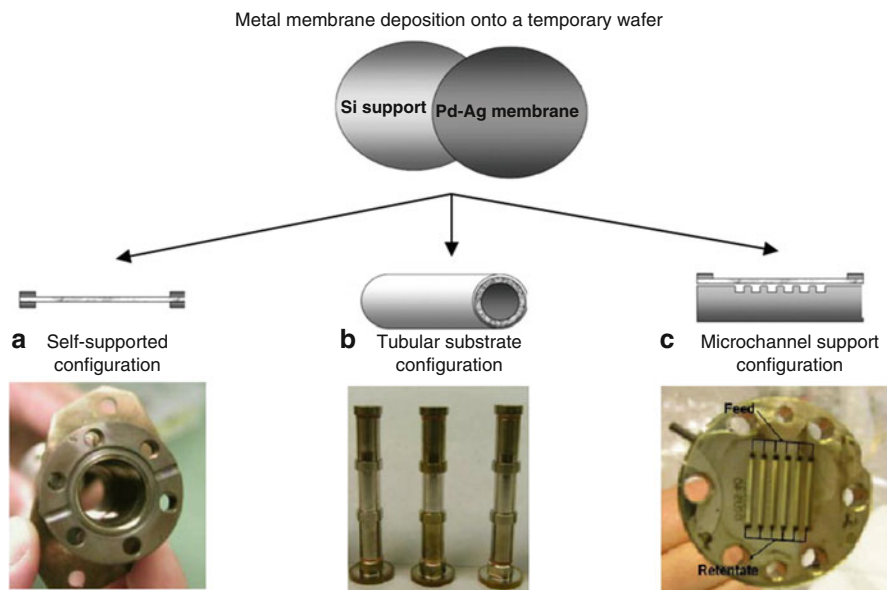 Metal membrane deposition onto a temporary wafer
Si support
Pd-Ag membrane
a Self-supported
configuration
b Tubular substrate
configuration
c Microchannel support
configuration
Feed
Retentate